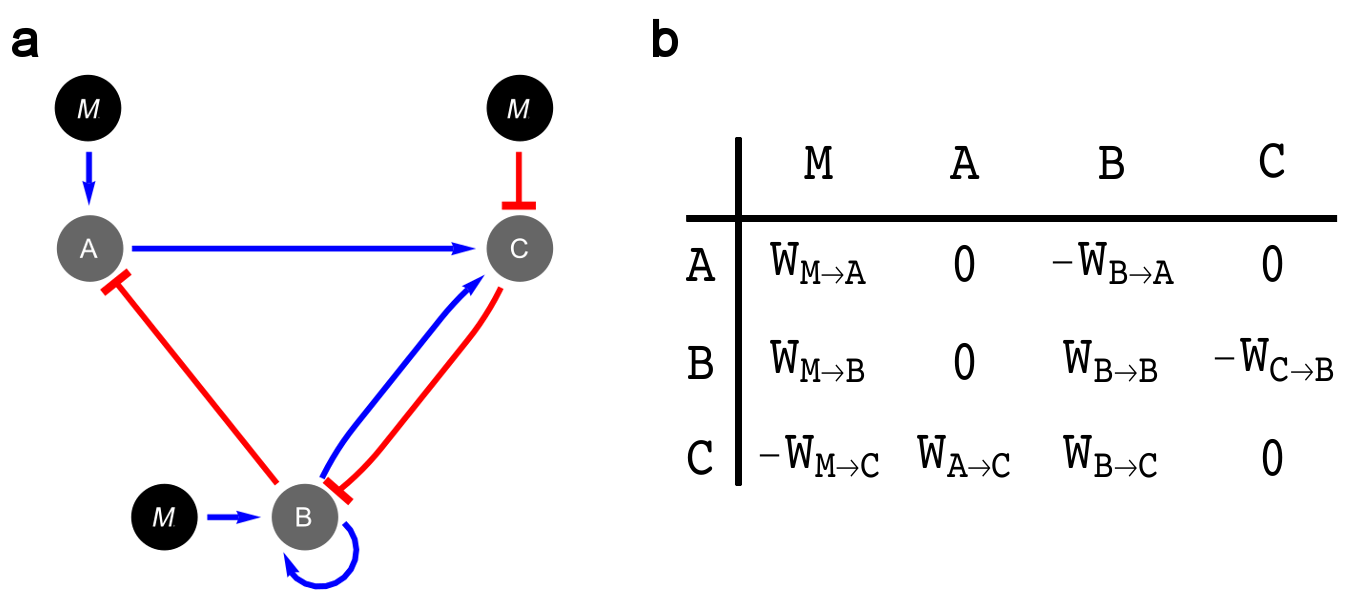 a
b
M
M
A
C
M
B
M A B C
A W_{M→A} 0 -W_{B→A} 0
B W_{M→B} 0 W_{B→B} -W_{C→B}
C -W_{M→C} W_{A→C} W_{B→C} 0